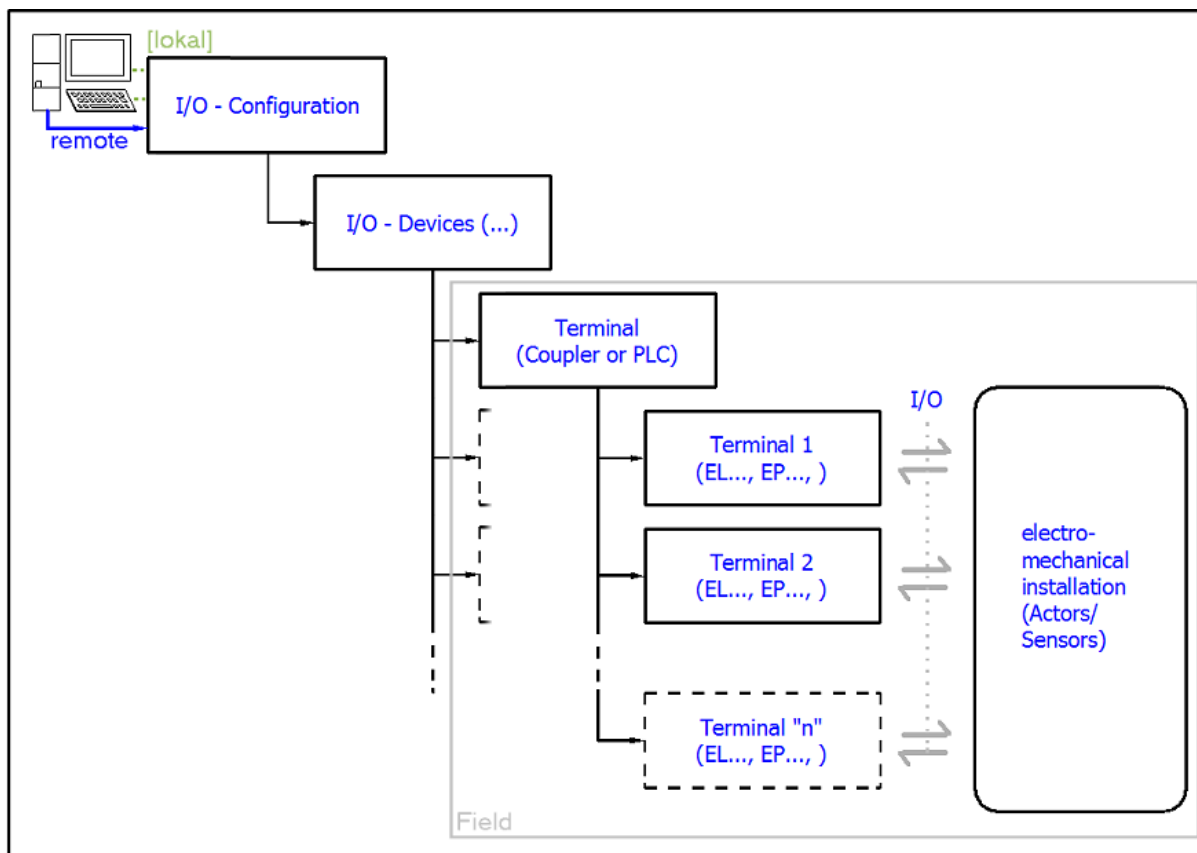 [lokal]
I/O - Configuration
remote
I/O - Devices (...)
Terminal
(Coupler or PLC)
I/O
Terminal 1
(EL..., EP..., )
Terminal 2
(EL..., EP..., )
electro-
mechanical
installation
(Actors/
Sensors)
Terminal "n"
(EL..., EP..., )
Field